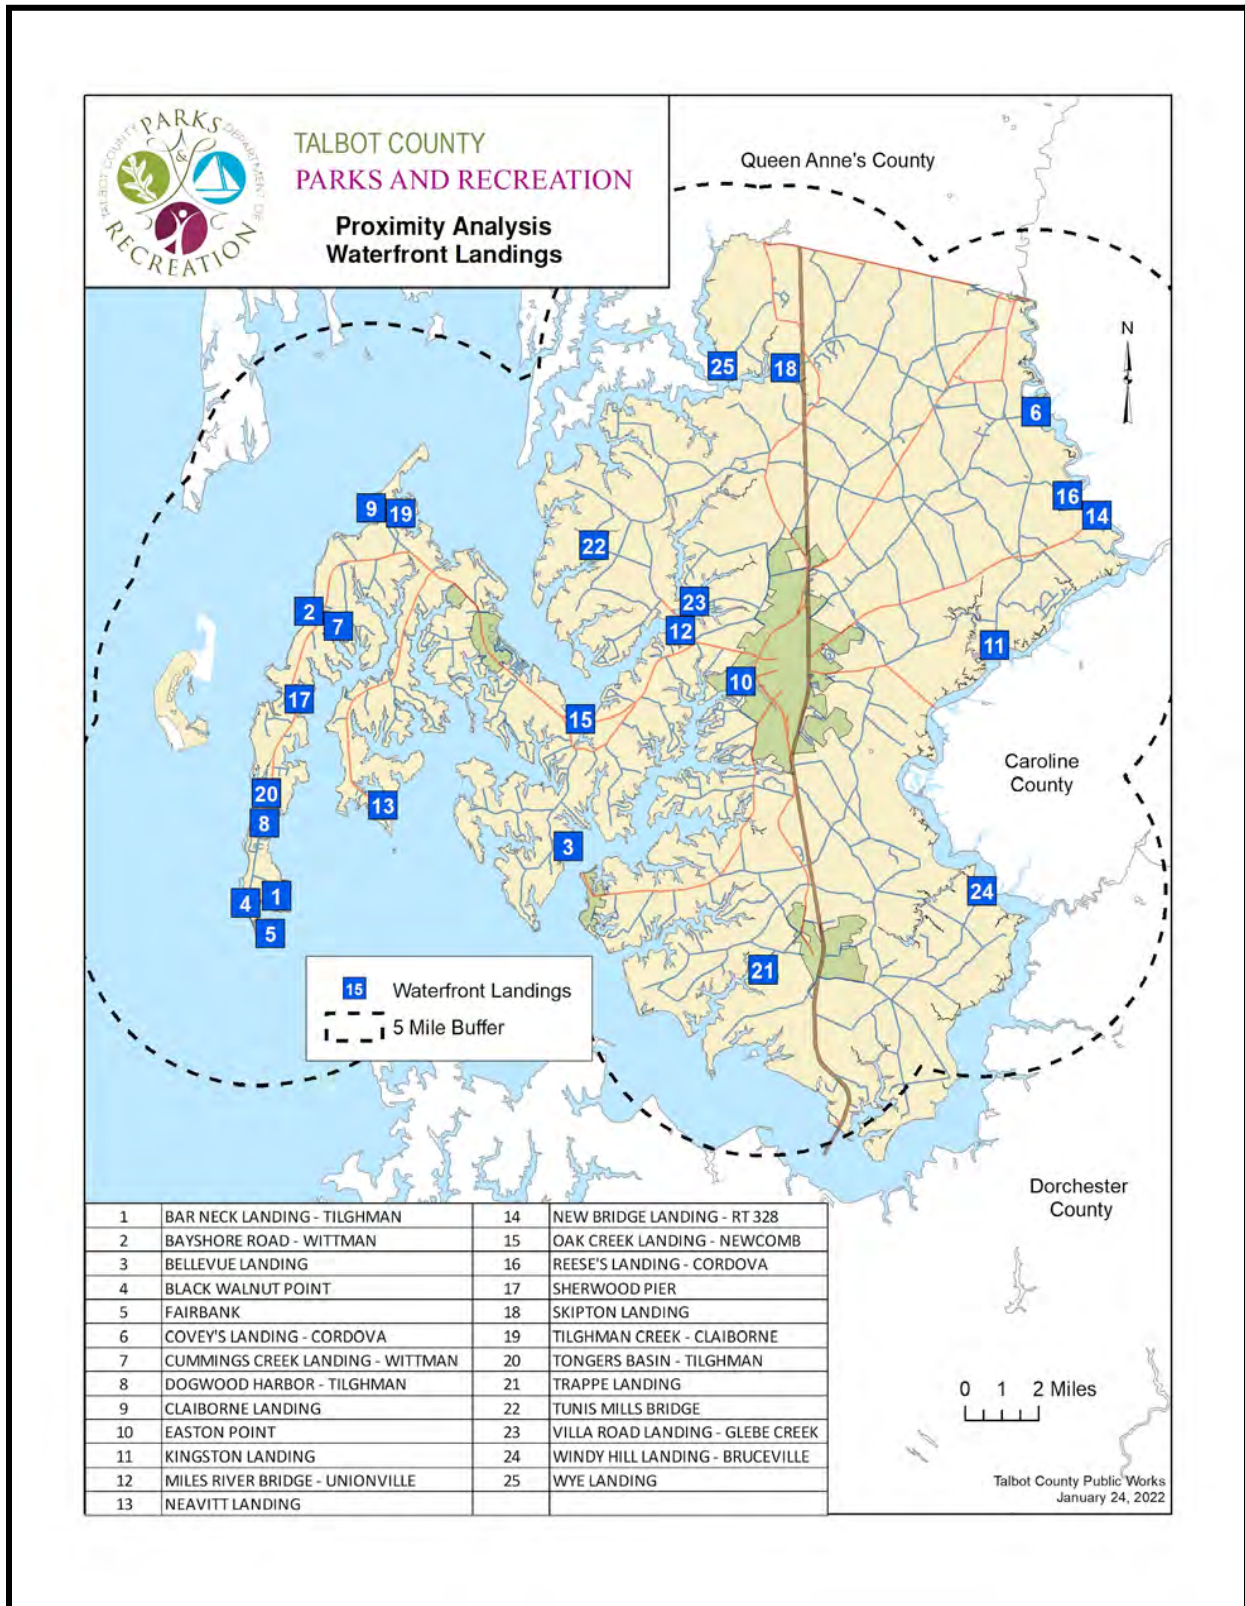 TALBOT COUNTY
PARKS & RECREATION
DEPARTMENT OF
TALBOT COUNTY
PARKS AND RECREATION
Proximity Analysis
Waterfront Landings
Queen Anne's County
N
25
18
6
16
14
9
19
22
23
2
7
12
11
10
17
15
Caroline
County
20
13
8
3
24
1
4
5
21
15 Waterfront Landings
5 Mile Buffer
Dorchester
County
1 BAR NECK LANDING - TILGHMAN 14 NEW BRIDGE LANDING - RT 328
2 BAYSHORE ROAD - WITTMAN 15 OAK CREEK LANDING - NEWCOMB
3 BELLEVUE LANDING 16 REESE'S LANDING - CORDOVA
4 BLACK WALNUT POINT 17 SHERWOOD PIER
5 FAIRBANK 18 SKIPTON LANDING
6 COVEY'S LANDING - CORDOVA 19 TILGHMAN CREEK - CLAIBORNE
7 CUMMINGS CREEK LANDING - WITTMAN 20 TONGERS BASIN - TILGHMAN
8 DOGWOOD HARBOR - TILGHMAN 21 TRAPPE LANDING
9 CLAIBORNE LANDING 22 TUNIS MILLS BRIDGE
10 EASTON POINT 23 VILLA ROAD LANDING - GLEBE CREEK
11 KINGSTON LANDING 24 WINDY HILL LANDING - BRUCEVILLE
12 MILES RIVER BRIDGE - UNIONVILLE 25 WYE LANDING
13 NEAVITT LANDING
0 1 2 Miles
Talbot County Public Works
January 24, 2022